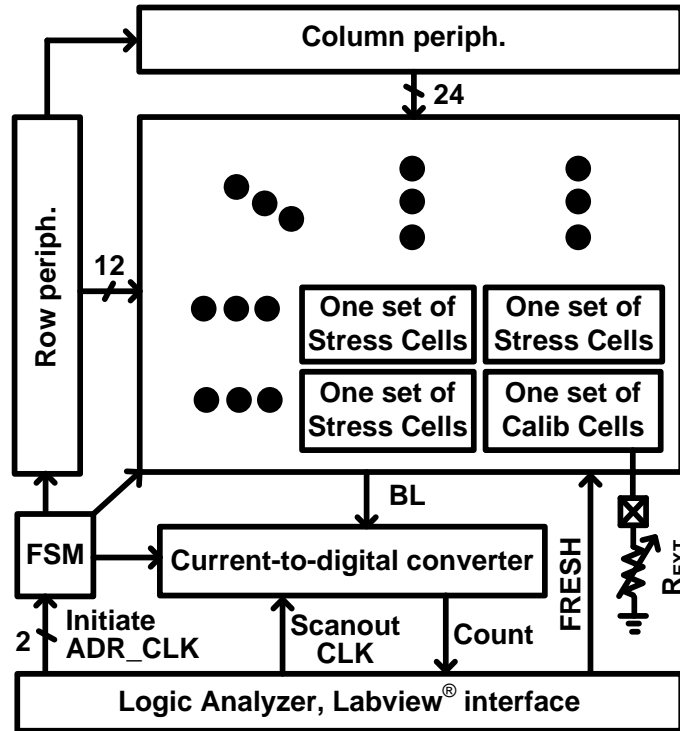 Column periph.
24
Row periph.
12
One set of
Stress Cells
One set of
Stress Cells
One set of
Stress Cells
One set of
Calib Cells
BL
FSM
Current-to-digital converter
FRESH
REXT
2
Initiate
ADR_CLK
Scanout
CLK
Count
Logic Analyzer, Labview® interface